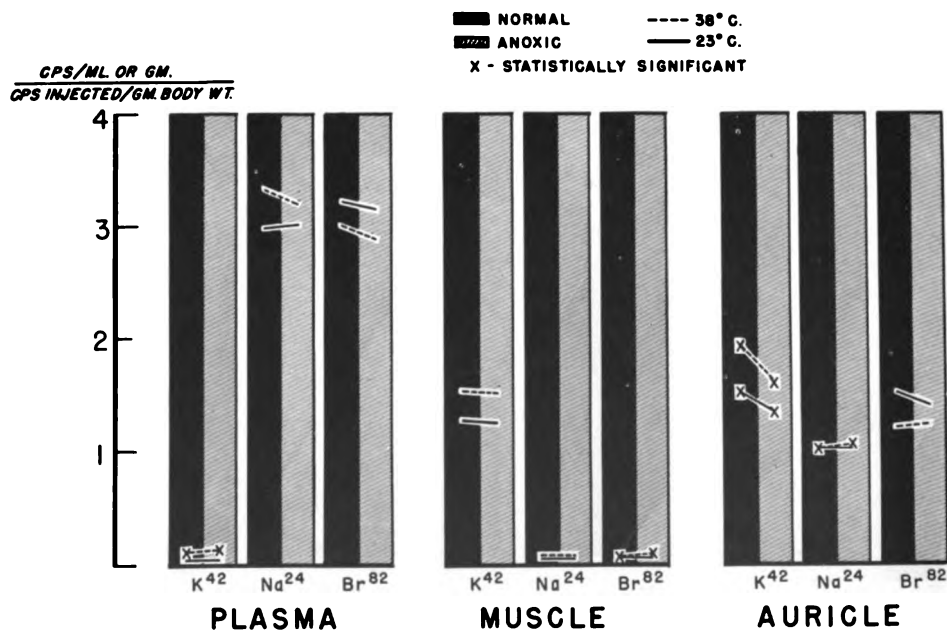 NORMAL ---- 38° C.
ANOXIC — 23° C.
X - STATISTICALLY SIGNIFICANT
CPS/ML. OR GM.
CPS INJECTED/GM. BODY WT.
4
3
2
1
X X
X X
X X
X X
X X
X X
K42 Na24 Br82 K42 Na24 Br82 K42 Na24 Br82
PLASMA MUSCLE AURICLE